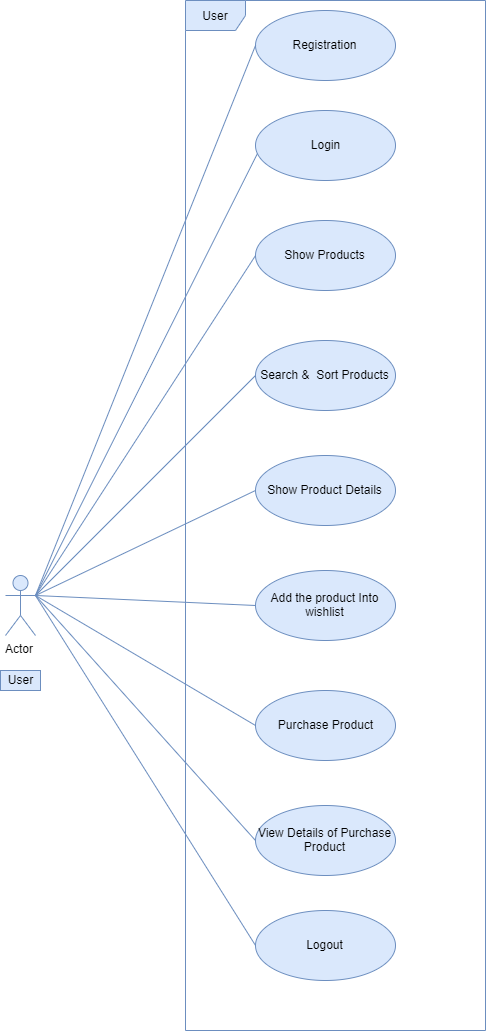 User
Registration
Login
Show Products
Search &  Sort Products
Show Product Details
Add the product Into
wishlist
Actor
User
Purchase Product
View Details of Purchase
Product
Logout